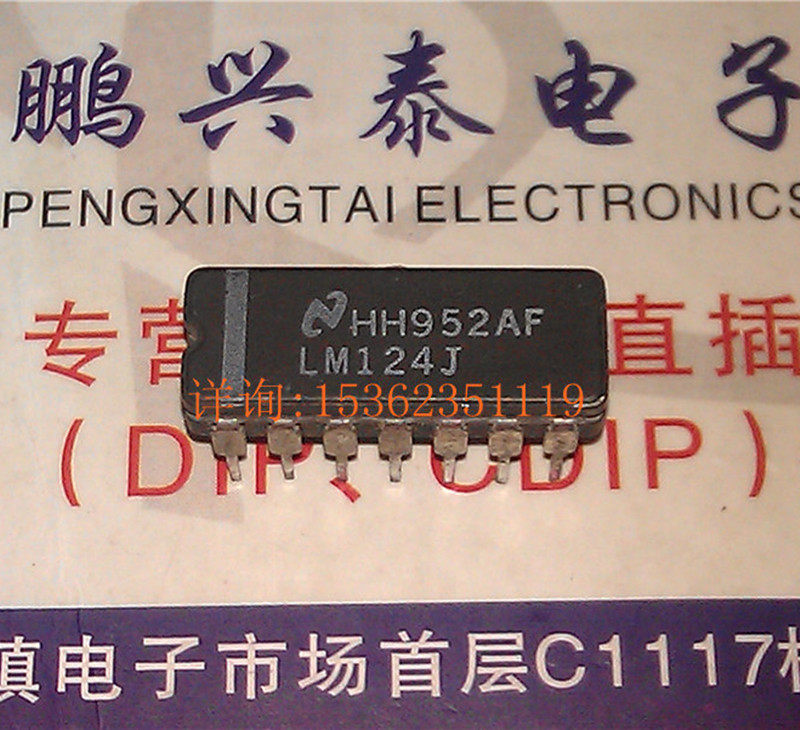 鹏兴泰电子
PENGXINGTAI ELECTRONICS
HH952AF
LM124J
专营 直插
详询:15362351119
(DIP、CDIP)
镇电子市场首层C1117